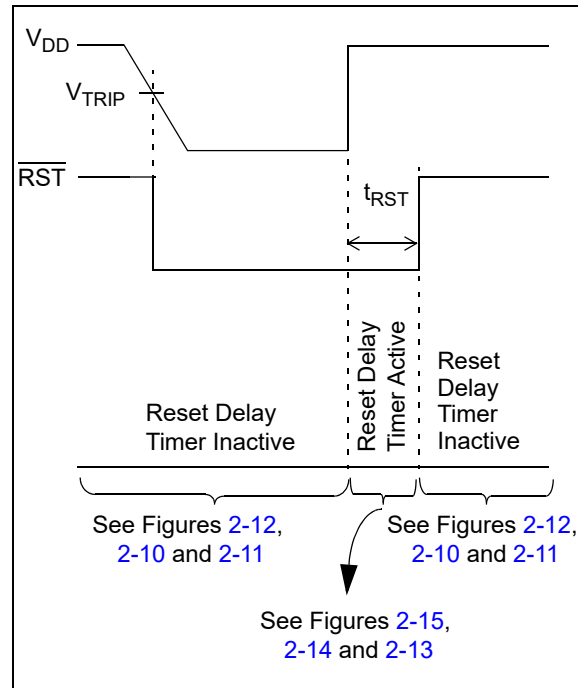 VDD
VTRIP
RST
tRST
Reset Delay
Timer Inactive
Reset Delay
Timer Active
Reset
Delay
Timer
Inactive
See Figures 2-12,
2-10 and 2-11
See Figures 2-12,
2-10 and 2-11
See Figures 2-15,
2-14 and 2-13